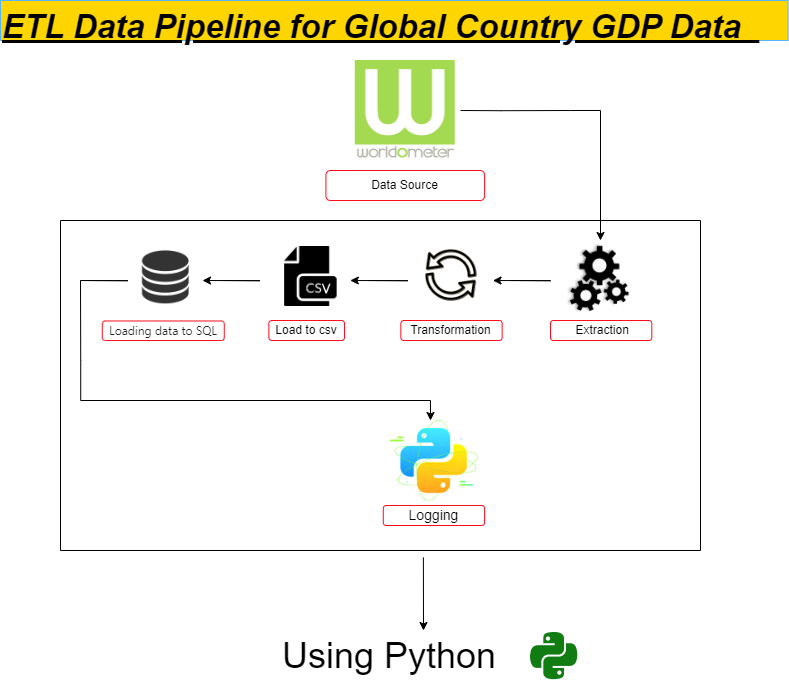 ETL Data Pipeline for Global Country GDP Data
W
worldometer
Data Source
CSV
Loading data to SQL
Load to csv
Transformation
Extraction
Logging
Using Python